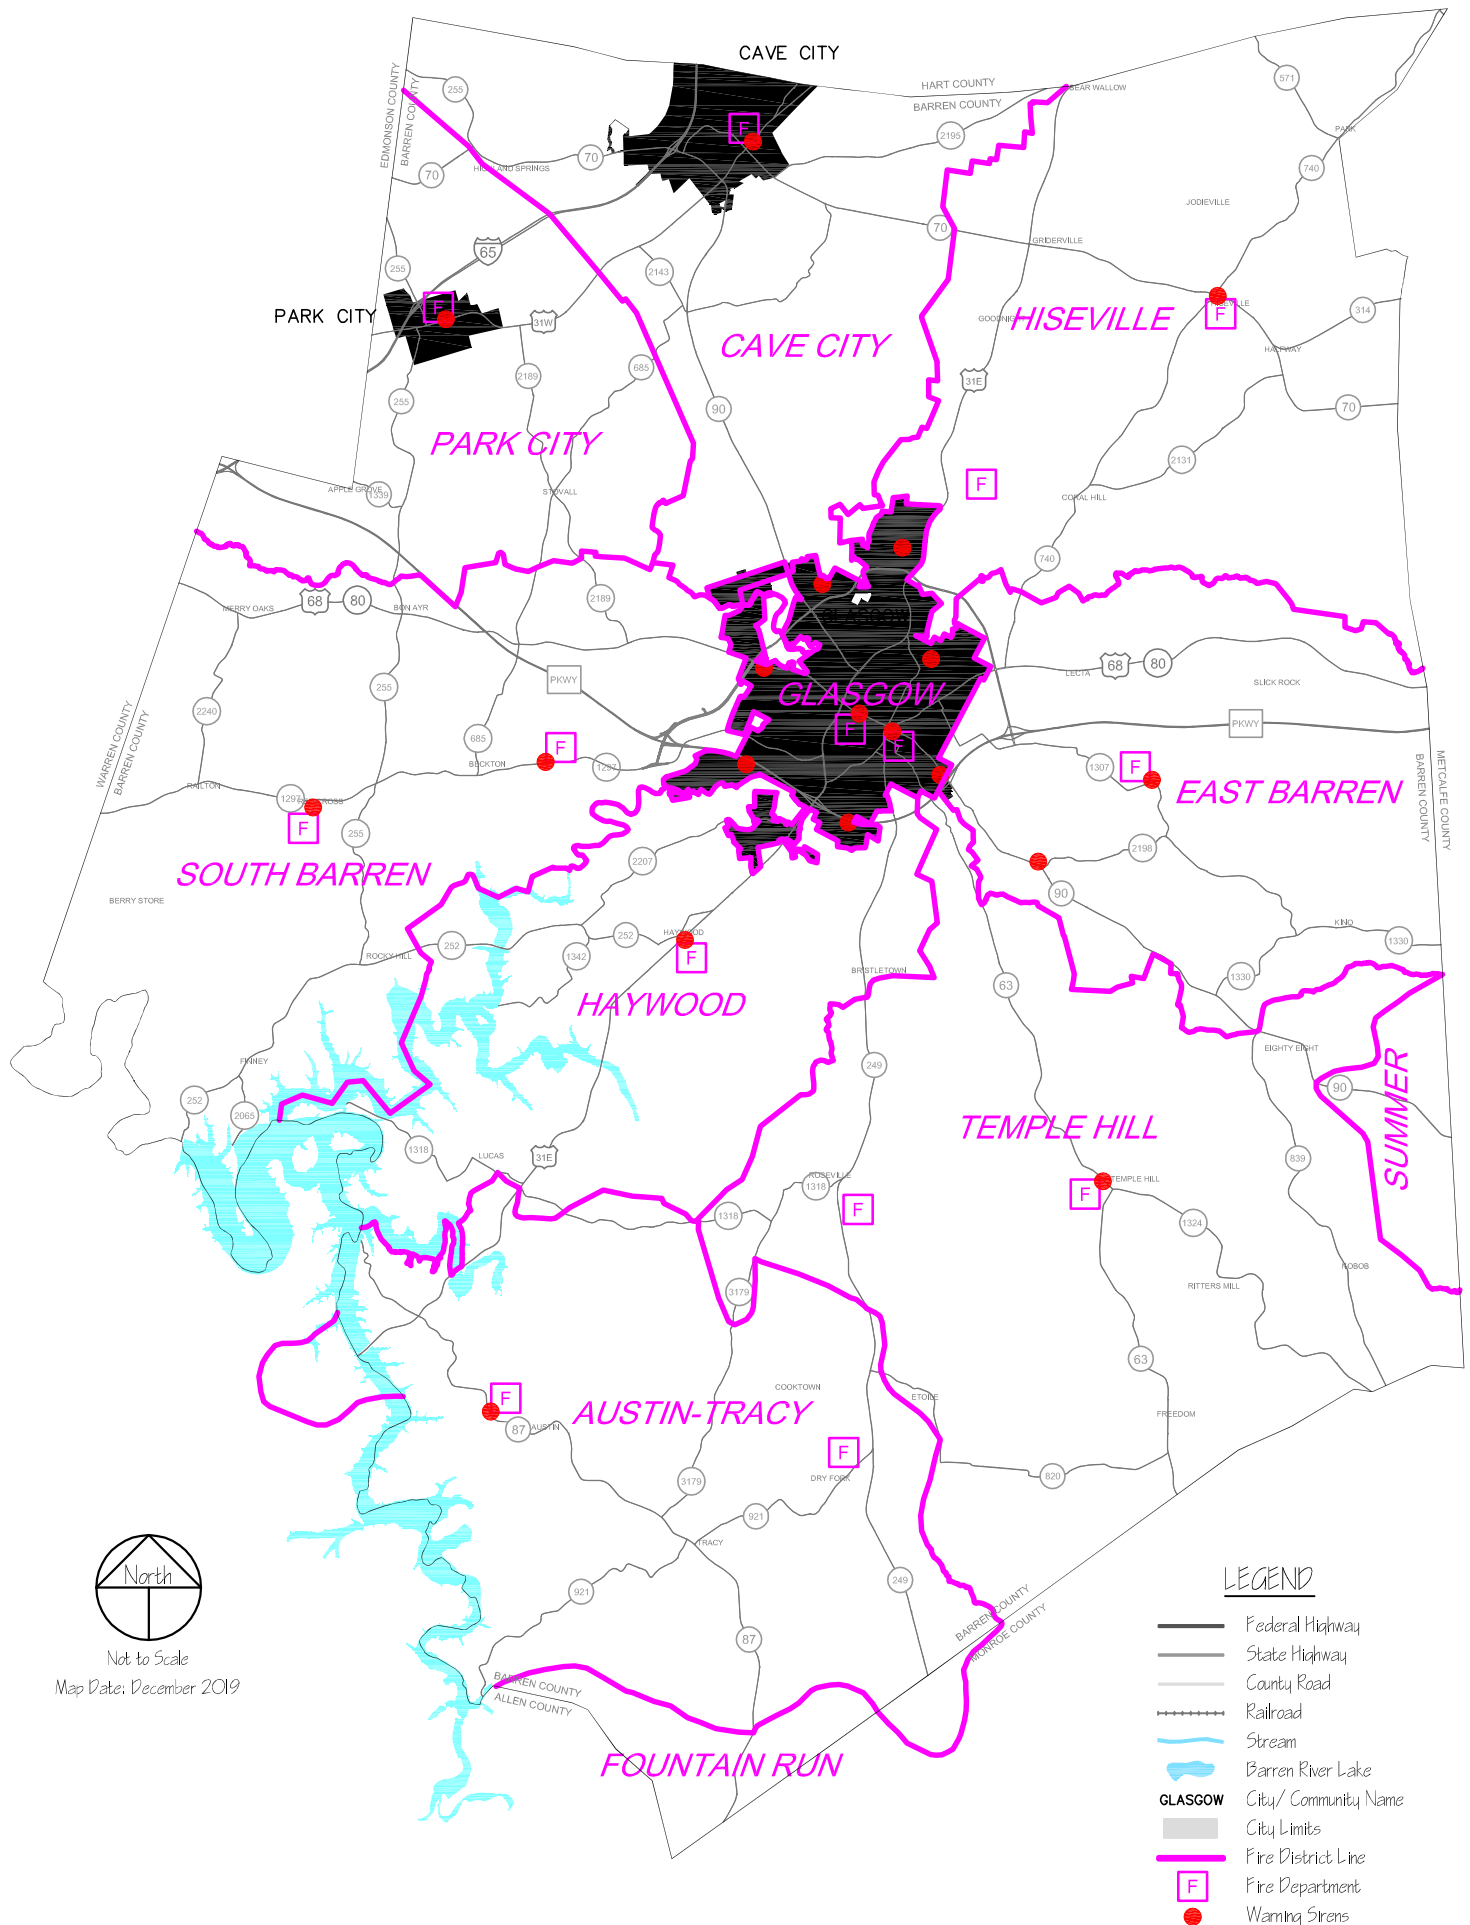 CAVE CITY
HART COUNTY
BARREN COUNTY
BEAR WALLOW
571
EDMONSON COUNTY
BARREN COUNTY
255
F
2195
PARK
70
HIGHLAND SPRINGS
70
740
JODIEVILLE
70
GRIDERVILLE
65
255
2143
PARK CITY
F
31W
HISEVILLE
F
314
GOODNIGHT
HISEVILLE
CAVE CITY
HALFWAY
2189
685
31E
255
90
70
PARK CITY
2131
APPLE GROVE
1339
STOVALL
F
CORAL HILL
740
MERRY OAKS
68
80
BON AYR
2189
GLASGOW
LECTA
68
80
PKWY
SLICK ROCK
255
GLASGOW
2240
PKWY
WARREN COUNTY
BARREN COUNTY
685
F
F
F
BECKTON
1297
1307
F
METCALFE COUNTY
BARREN COUNTY
RAILTON
1297
F
EAST BARREN
255
2198
2207
SOUTH BARREN
90
BERRY STORE
KINO
252
HAYWOOD
252
ROCKY HILL
1342
F
1330
BRISTLETOWN
1330
63
HAYWOOD
FINNEY
EIGHTY EIGHT
249
252
2065
90
SUMMER
TEMPLE HILL
1318
LUCAS
31E
839
ROSEVILLE
1318
F
F
TEMPLE HILL
1318
1324
NOBOB
RITTERS MILL
3179
63
COOKTOWN
F
ETOILE
AUSTIN-TRACY
FREEDOM
87
AUSTIN
F
DRY FORK
820
3179
921
TRACY
249
921
87
BARREN COUNTY
MONROE COUNTY
BARREN COUNTY
ALLEN COUNTY
FOUNTAIN RUN
North
Not to Scale
Map Date: December 2019
LEGEND
Federal Highway
State Highway
County Road
Railroad
Stream
Barren River Lake
GLASGOW City/ Community Name
City Limits
Fire District Line
F Fire Department
Warning Sirens